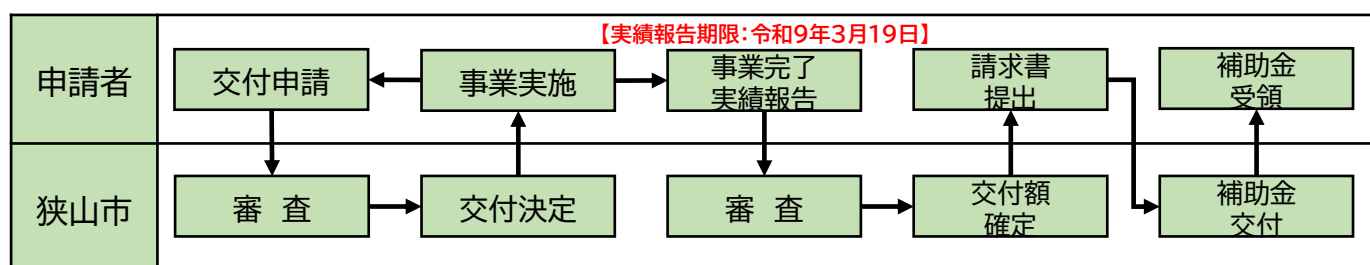 【実績報告期限：令和9年3月19日】
申請者
交付申請
事業実施
事業完了
実績報告
請求書
提出
補助金
受領
狭山市
審 査
交付決定
審 査
交付額
確定
補助金
交付